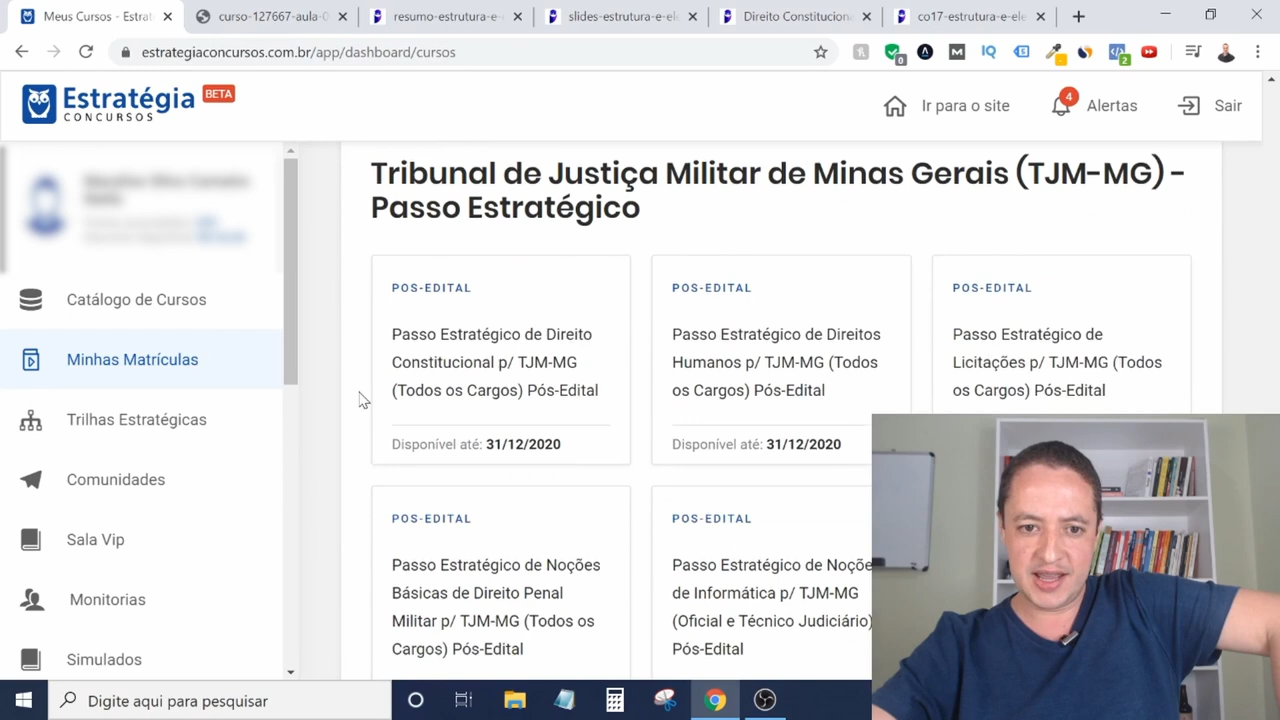 Meus Cursos - Estrat
curso-127667-aula-0
resumo-estrutura-e-
slides-estrutura-e-el
Direito Constitucion
co17-estrutura-e-ele
estrategiaconcursos.com.br/app/dashboard/cursos
Estratégia BETA
CONCURSOS
Ir para o site
4
Alertas
Sair
Catálogo de Cursos
Minhas Matrículas
Trilhas Estratégicas
Comunidades
Sala Vip
Monitorias
Simulados
Tribunal de Justiça Militar de Minas Gerais (TJM-MG) -
Passo Estratégico
POS-EDITAL
Passo Estratégico de Direito
Constitucional p/ TJM-MG
(Todos os Cargos) Pós-Edital
Disponível até: 31/12/2020
POS-EDITAL
Passo Estratégico de Direitos
Humanos p/ TJM-MG (Todos
os Cargos) Pós-Edital
Disponível até: 31/12/2020
POS-EDITAL
Passo Estratégico de
Licitações p/ TJM-MG (Todos
os Cargos) Pós-Edital
POS-EDITAL
Passo Estratégico de Noções
Básicas de Direito Penal
Militar p/ TJM-MG (Todos os
Cargos) Pós-Edital
POS-EDITAL
Passo Estratégico de Noçõe
de Informática p/ TJM-MG
(Oficial e Técnico Judiciário)
Pós-Edital
Digite aqui para pesquisar